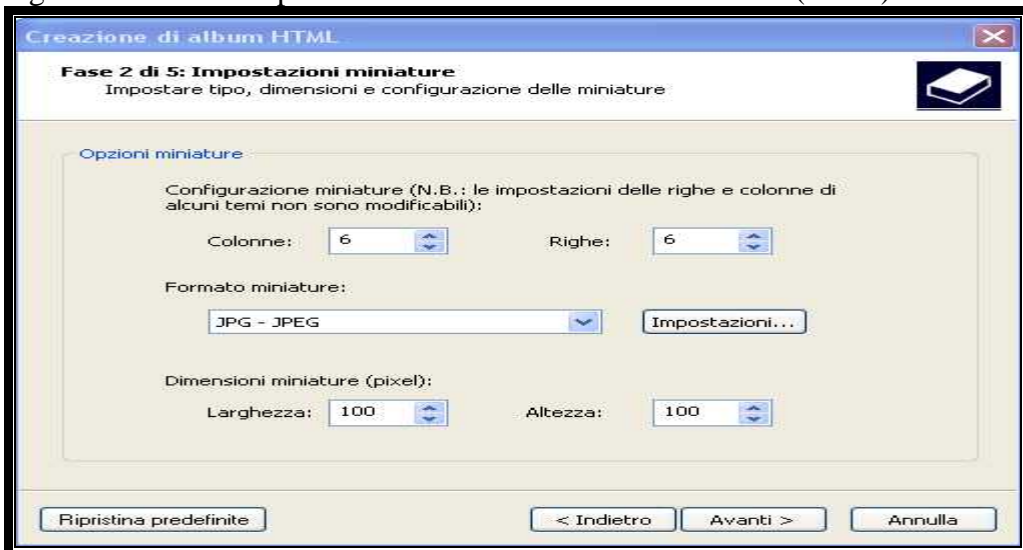 Creazione di album HTML
Fase 2 di 5: Impostazioni miniature
Impostare tipo, dimensioni e configurazione delle miniature
Opzioni miniature
Configurazione miniature (N.B.: le impostazioni delle righe e colonne di
alcuni temi non sono modificabili):
Colonne: 6 Righe: 6
Formato miniature:
JPG - JPEG Impostazioni...
Dimensioni miniature (pixel):
Larghezza: 100 Altezza: 100
Ripristina predefinite < Indietro Avanti > Annulla